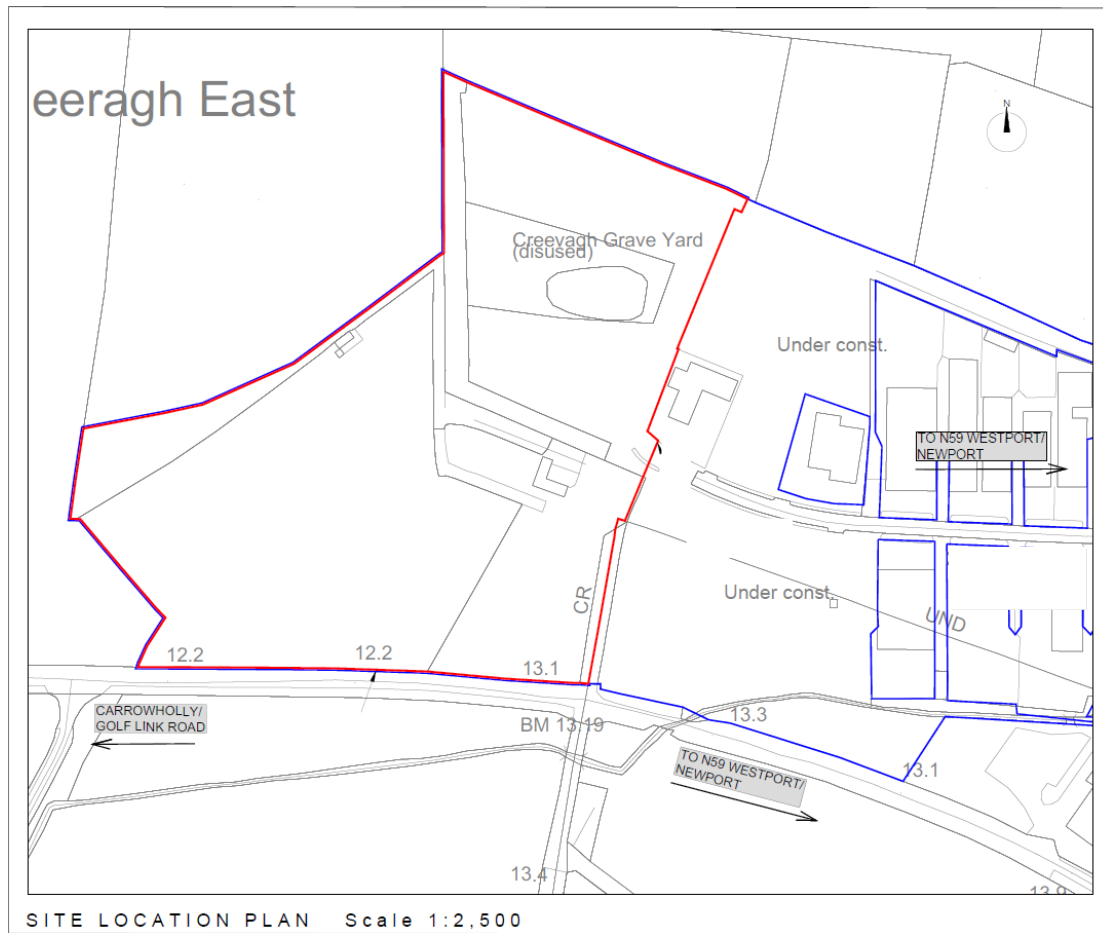 eeragh East
N
Creevagh Grave Yard
(disused)
Under const.
TO N59 WESTPORT/
NEWPORT
CR
Under const.
UND
12.2
12.2
13.1
CARROWHOLLY/
GOLF LINK ROAD
BM 13.19
13.3
TO N59 WESTPORT/
NEWPORT
13.1
13.4
13.9
SITE LOCATION PLAN Scale 1:2,500